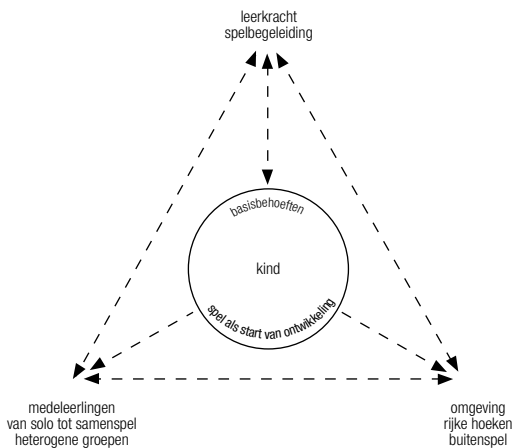 leerkracht
spelbegeleiding
basisbehoeften
kind
spel als start van ontwikkeling
medeleerlingen
van solo tot samenspel
heterogene groepen
omgeving
rijke hoeken
buitenspel